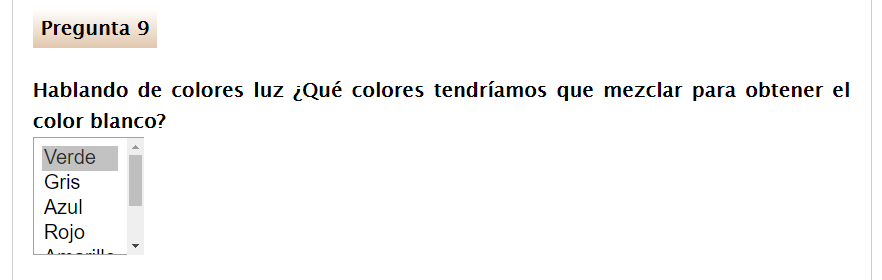 Pregunta 9
Hablando de colores luz ¿Qué colores tendríamos que mezclar para obtener el
color blanco?
Verde
Gris
Azul
Rojo
Amarillo